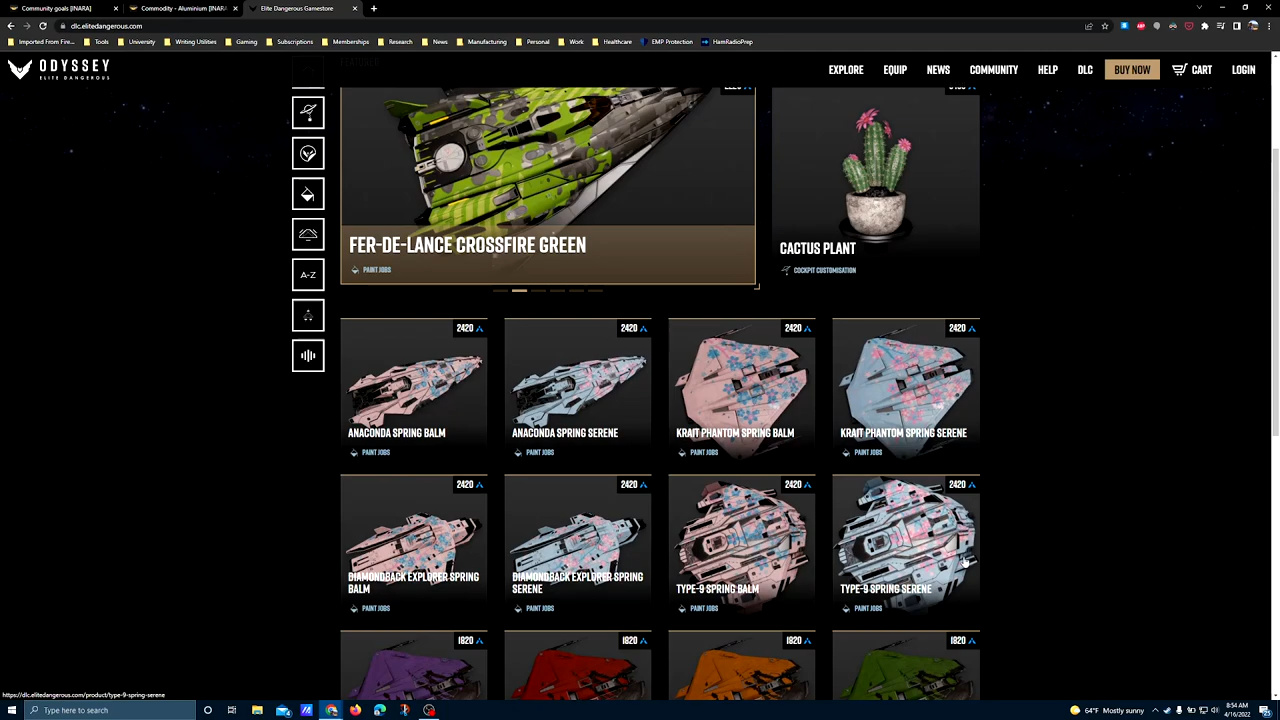 Community goals [INARA]
Commodity - Aluminium [INARA]
Elite Dangerous Gamestore
dlc.elitedangerous.com
Imported From Fire...
Tools
University
Writing Utilities
Gaming
Subscriptions
Memberships
Research
News
Manufacturing
Personal
Work
Healthcare
EMP Protection
HamRadioPrep
ODYSSEY
ELITE DANGEROUS
EXPLORE
EQUIP
NEWS
COMMUNITY
HELP
DLC
BUY NOW
CART
LOGIN
FER-DE-LANCE CROSSFIRE GREEN
PAINT JOBS
CACTUS PLANT
COCKPIT CUSTOMISATION
A-Z
2420
2420
2420
2420
ANACONDA SPRING BALM
ANACONDA SPRING SERENE
KRAIT PHANTOM SPRING BALM
KRAIT PHANTOM SPRING SERENE
PAINT JOBS
PAINT JOBS
PAINT JOBS
PAINT JOBS
2420
2420
2420
2420
DIAMONDBACK EXPLORER SPRING
BALM
DIAMONDBACK EXPLORER SPRING
SERENE
TYPE-9 SPRING BALM
TYPE-9 SPRING SERENE
PAINT JOBS
PAINT JOBS
PAINT JOBS
PAINT JOBS
1820
1820
1820
1820
https://dlc.elitedangerous.com/product/type-9-spring-serene
Type here to search
64°F Mostly sunny
8:54 AM
4/16/2022